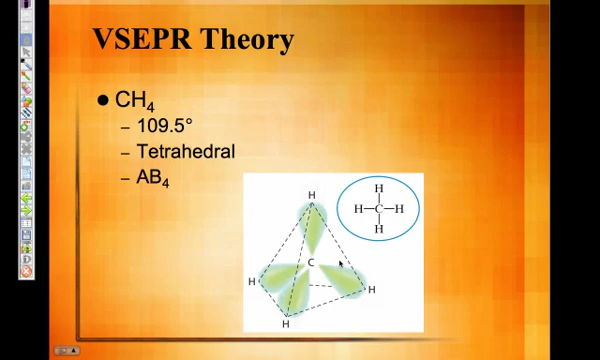 VSEPR Theory
● CH₄
– 109.5°
– Tetrahedral
– AB₄
H
H
H—C—H
H
C
H
H
H